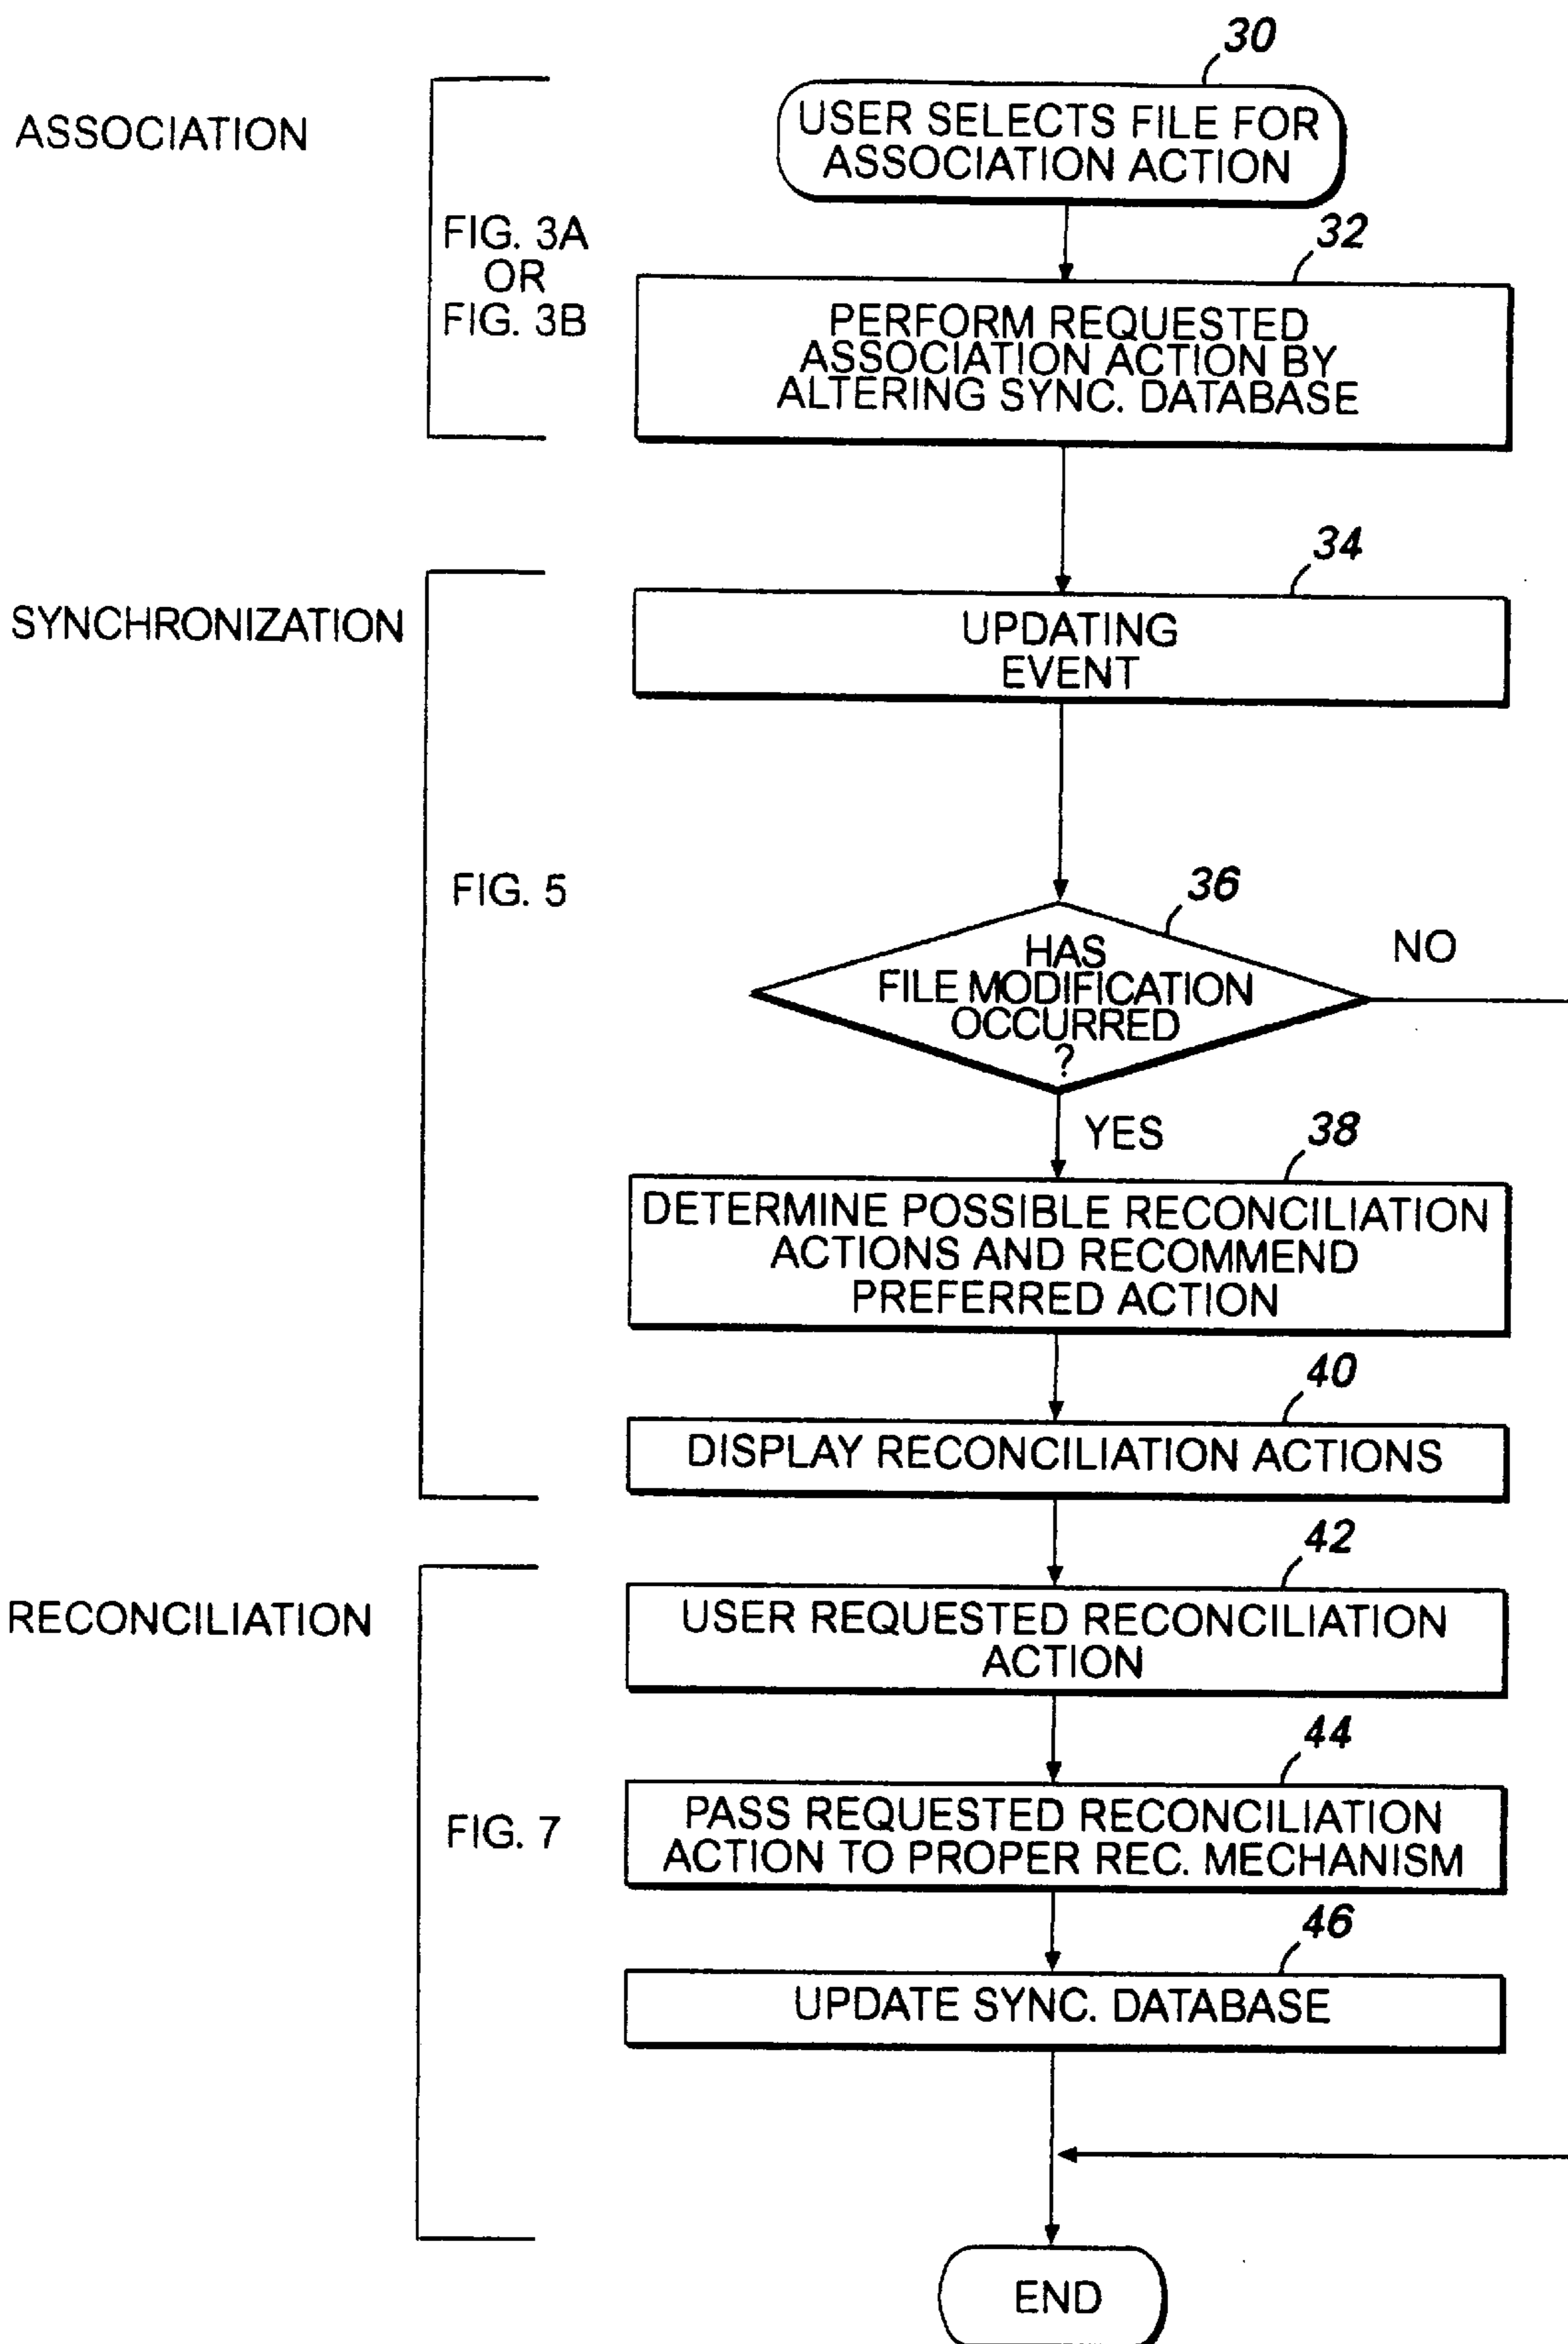 30
ASSOCIATION
USER SELECTS FILE FOR
ASSOCIATION ACTION
FIG. 3A
OR
FIG. 3B
32
PERFORM REQUESTED
ASSOCIATION ACTION BY
ALTERING SYNC. DATABASE
34
SYNCHRONIZATION
UPDATING
EVENT
FIG. 5
36
HAS
FILE MODIFICATION
OCCURRED
?
NO
YES
38
DETERMINE POSSIBLE RECONCILIATION
ACTIONS AND RECOMMEND
PREFERRED ACTION
40
DISPLAY RECONCILIATION ACTIONS
42
RECONCILIATION
USER REQUESTED RECONCILIATION
ACTION
44
FIG. 7
PASS REQUESTED RECONCILIATION
ACTION TO PROPER REC. MECHANISM
46
UPDATE SYNC. DATABASE
END